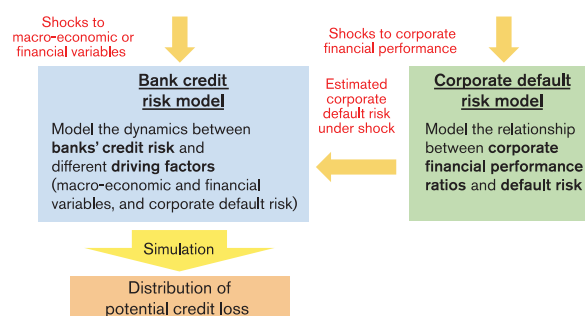 Shocks to
macro-economic or
financial variables
Shocks to corporate
financial performance
Bank credit
risk model
Model the dynamics between
banks' credit risk and
different driving factors
(macro-economic and financial
variables, and corporate default risk)
Estimated
corporate
default risk
under shock
Corporate default
risk model
Model the relationship
between corporate
financial performance
ratios and default risk
Simulation
Distribution of
potential credit loss